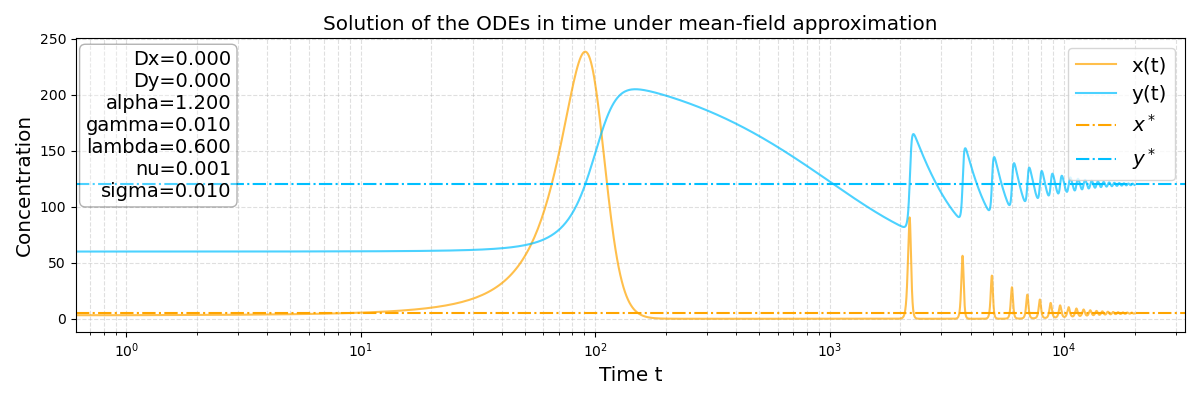 Solution of the ODEs in time under mean-field approximation
Concentration
250
200
150
100
50
0
Dx=0.000
Dy=0.000
alpha=1.200
gamma=0.010
lambda=0.600
nu=0.001
sigma=0.010
x(t)
y(t)
x*
y*
10⁰
10¹
10²
10³
10⁴
Time t